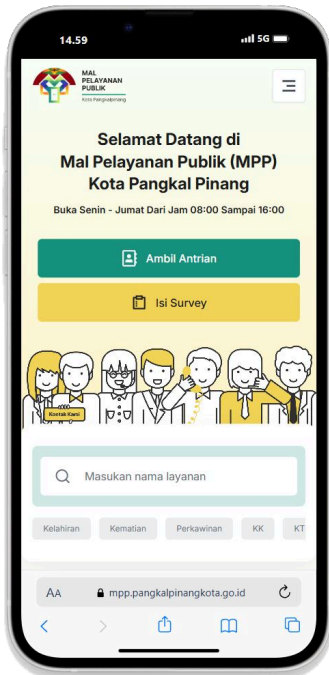 14.59
5G
MAL
PELAYANAN
PUBLIK
Kota Pangkalpinang
Selamat Datang di
Mal Pelayanan Publik (MPP)
Kota Pangkal Pinang
Buka Senin - Jumat Dari Jam 08:00 Sampai 16:00
Ambil Antrian
Isi Survey
Kontak Kami
Masukan nama layanan
Kelahiran Kematian Perkawinan KK KT
AA mpp.pangkalpinangkota.go.id